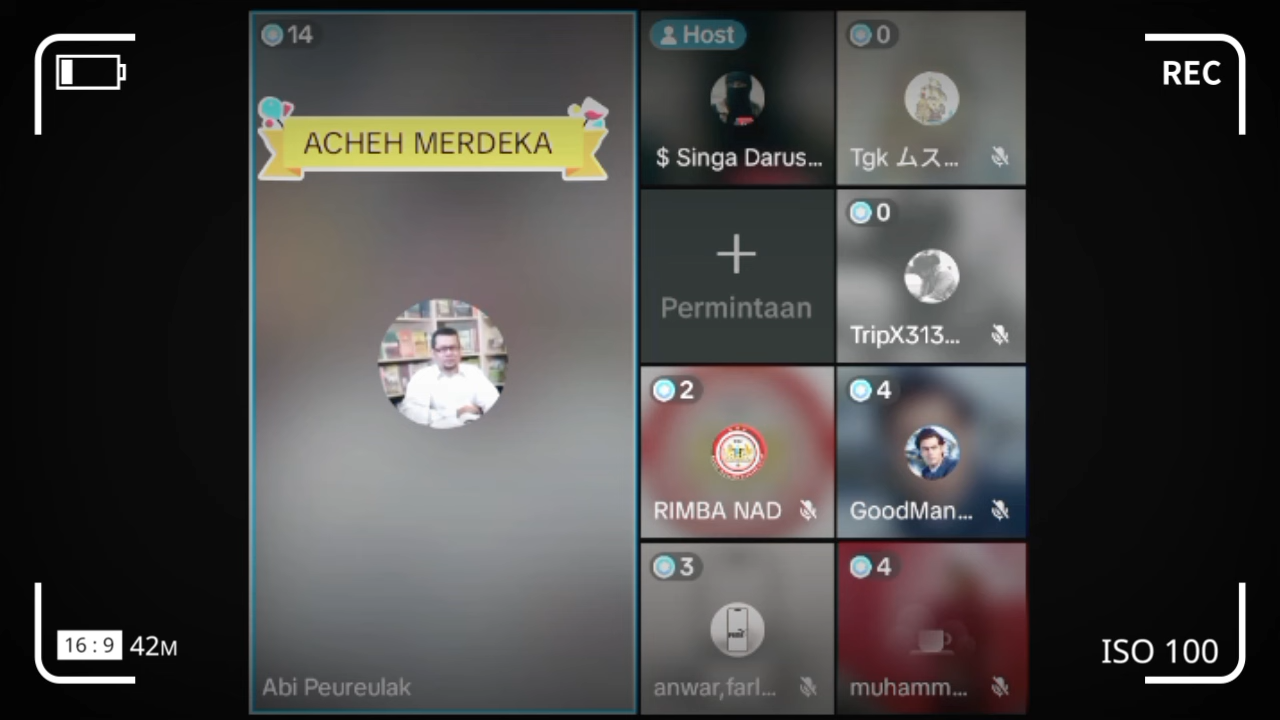 14
ACHEH MERDEKA
Abi Peureulak
Host
$ Singa Darus...
0
Tgk ムス...
Permintaan
0
TripX313...
2
RIMBA NAD
4
GoodMan...
3
anwar,farl...
4
muhamm...
REC
16:9 42M
ISO 100